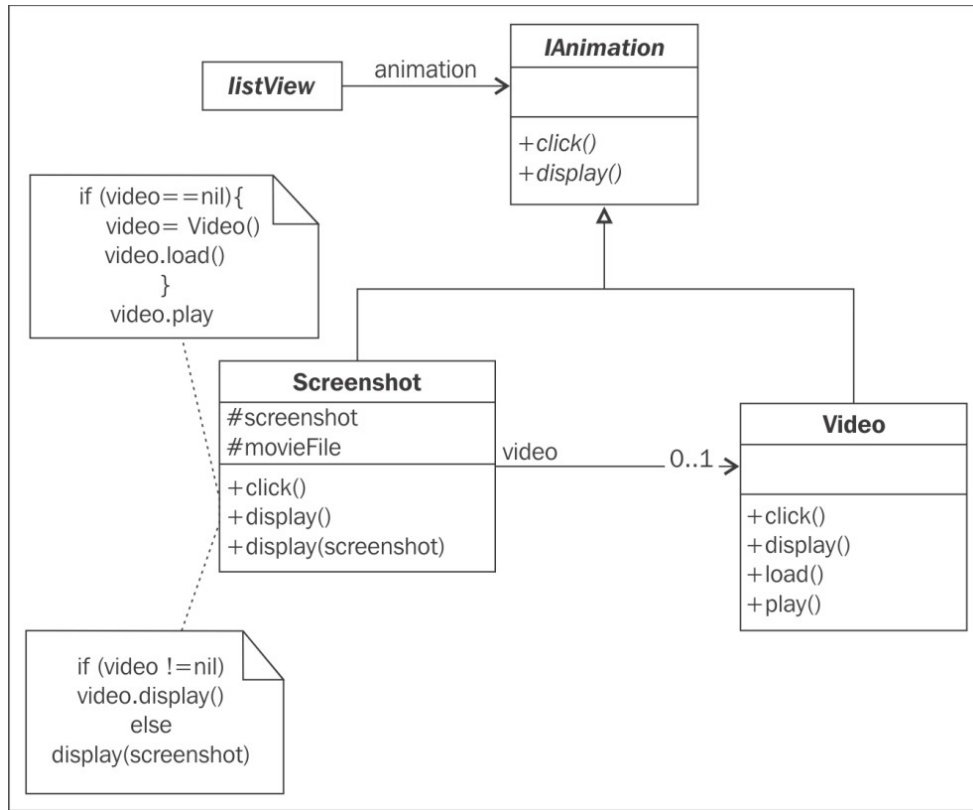 IAnimation
+click()
+display()
listView
animation
if (video==nil){
video= Video()
video.load()
}
video.play
Screenshot
#screenshot
#movieFile
+click()
+display()
+display(screenshot)
video
0..1
Video
+click()
+display()
+load()
+play()
if (video !=nil)
video.display()
else
display(screenshot)